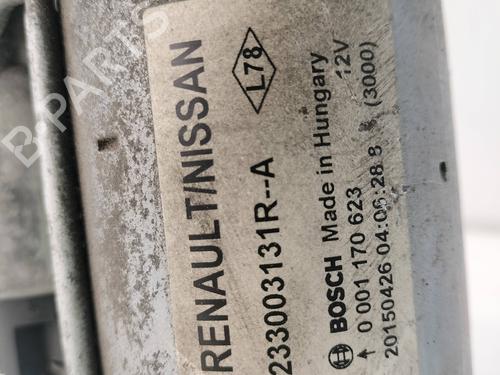 RENAULT/NISSAN
L78
233003131R--A
BOSCH Made in Hungary 12V
0 001 170 623 (3000)
20150426 04:06:28 8
B-PARTS